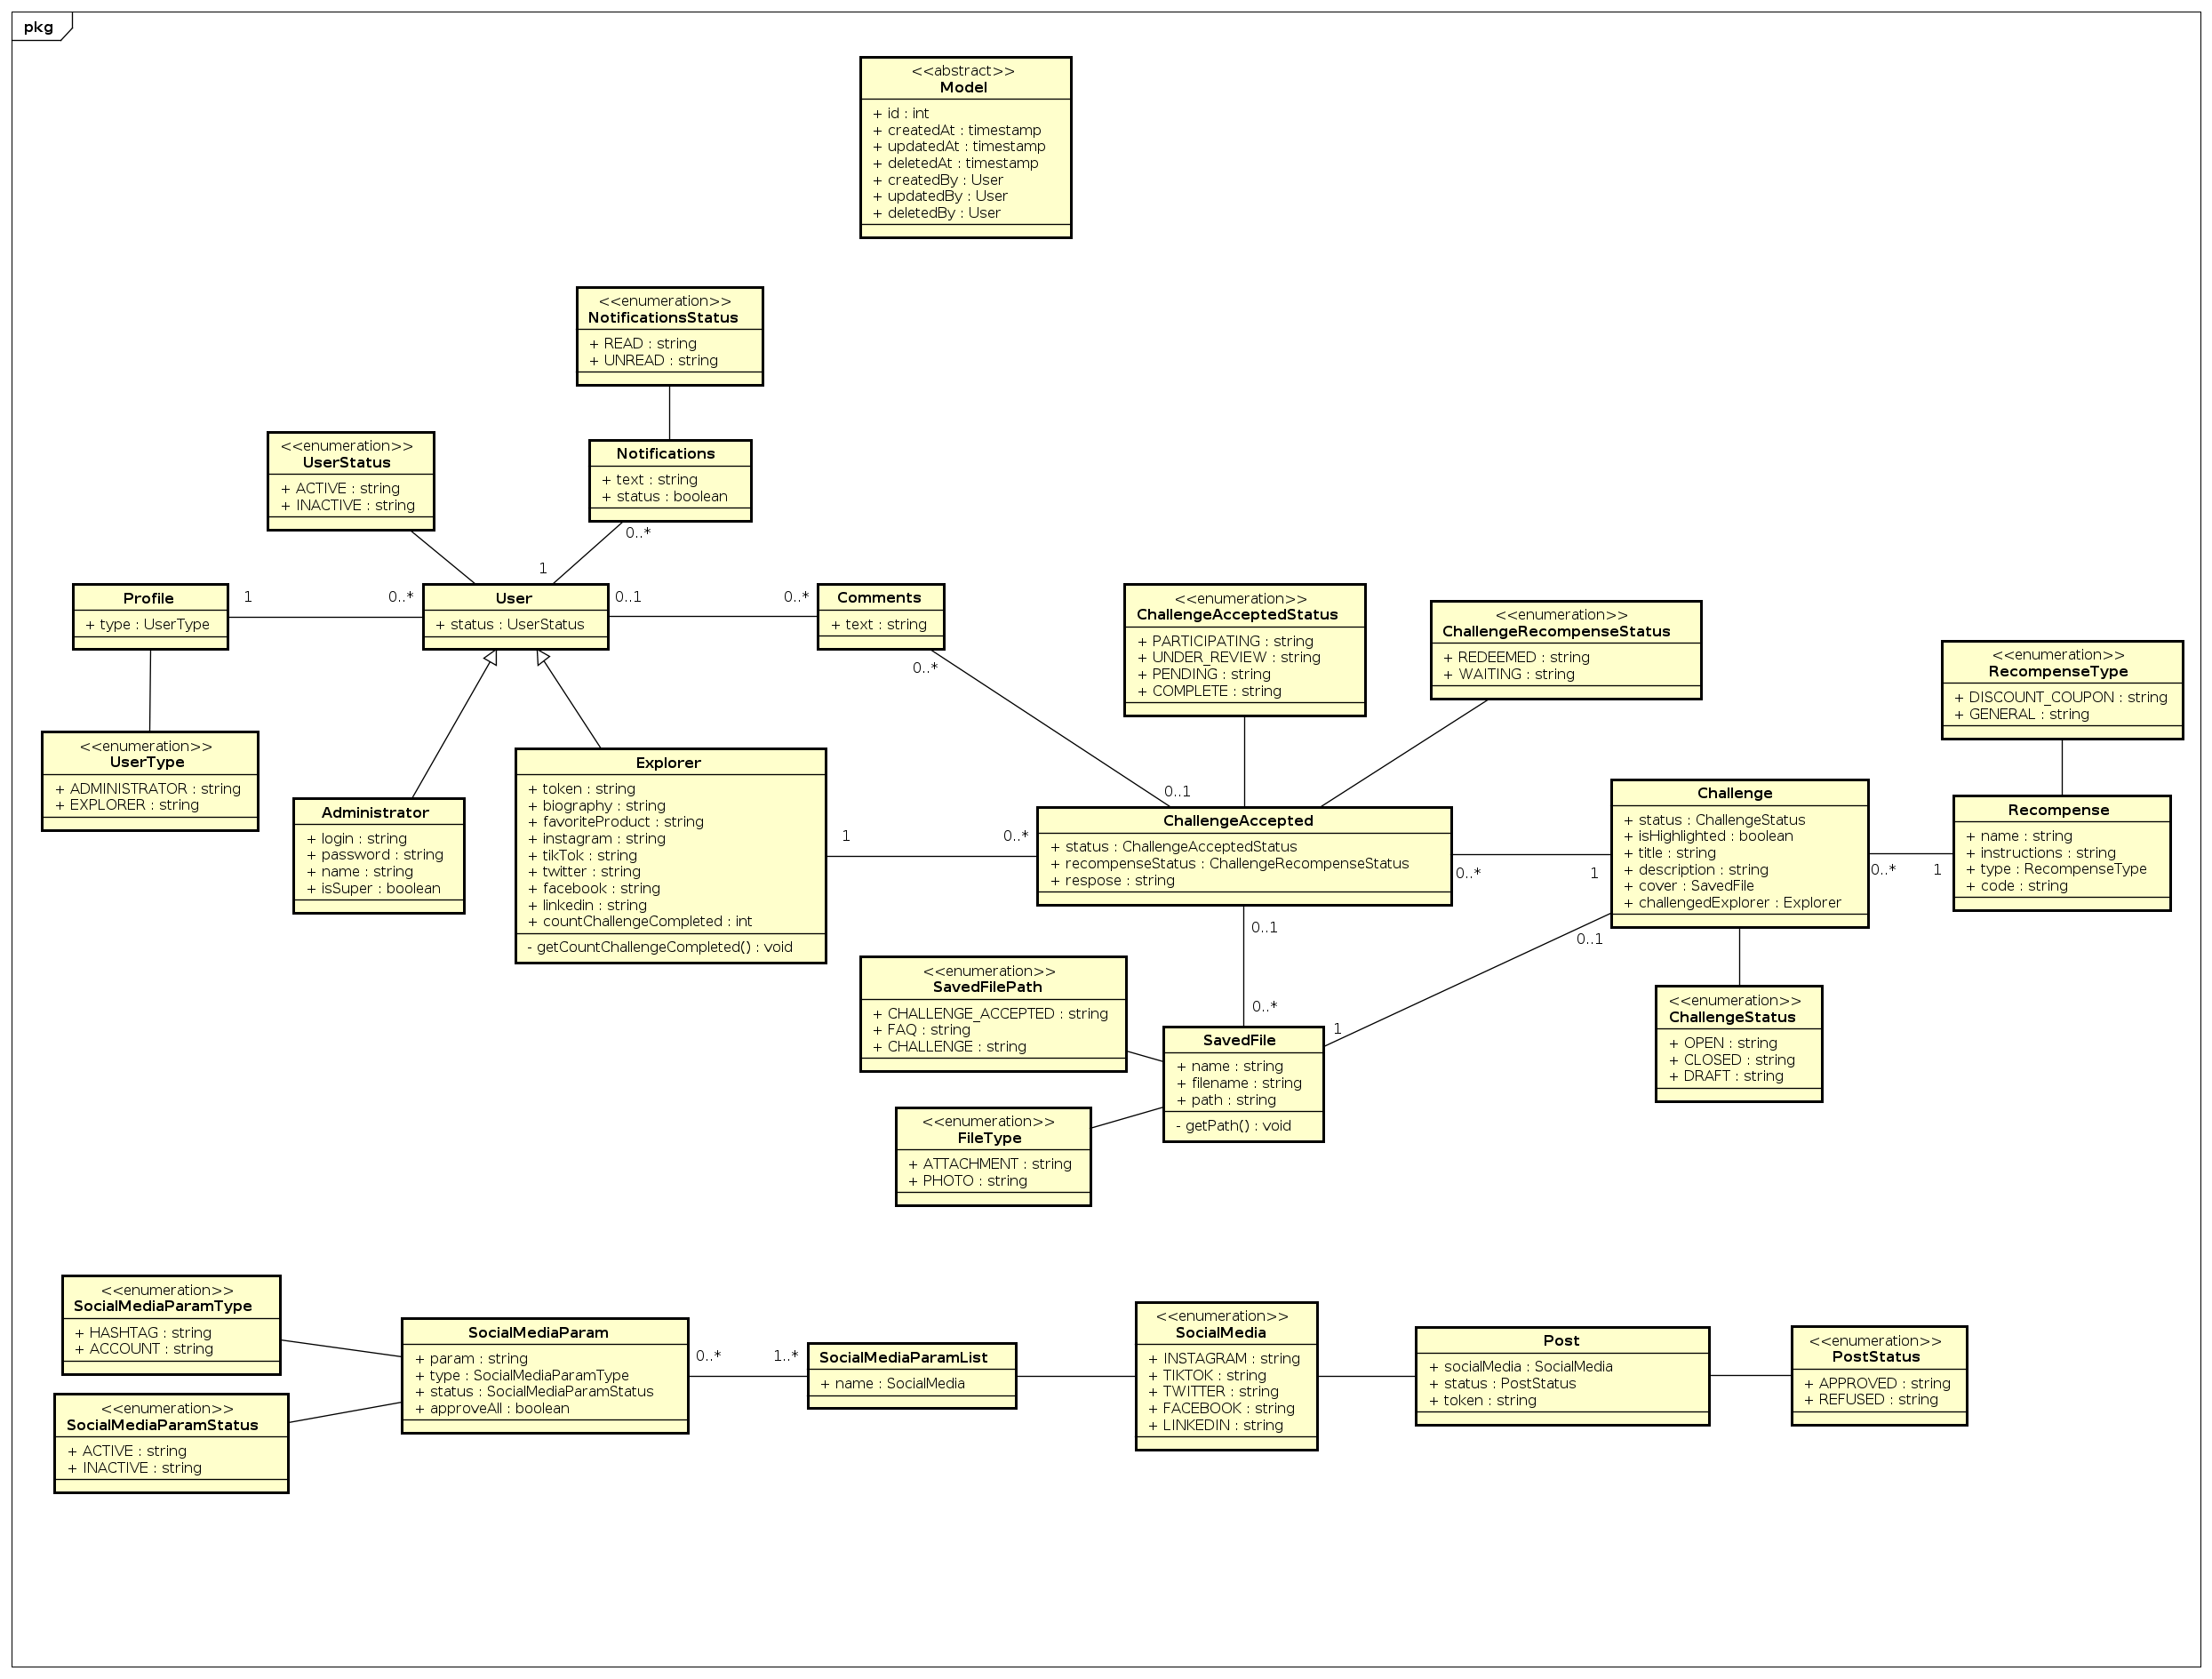 pkg
<<abstract>>
Model
+ id : int
+ createdAt : timestamp
+ updatedAt : timestamp
+ deletedAt : timestamp
+ createdBy : User
+ updatedBy : User
+ deletedBy : User
<<enumeration>>
NotificationsStatus
+ READ : string
+ UNREAD : string
<<enumeration>>
UserStatus
+ ACTIVE : string
+ INACTIVE : string
Notifications
+ text : string
+ status : boolean
0..*
1
Profile
+ type : UserType
1
0..*
User
+ status : UserStatus
0..1
0..*
Comments
+ text : string
0..*
0..1
<<enumeration>>
ChallengeAcceptedStatus
+ PARTICIPATING : string
+ UNDER_REVIEW : string
+ PENDING : string
+ COMPLETE : string
<<enumeration>>
ChallengeRecompenseStatus
+ REDEEMED : string
+ WAITING : string
<<enumeration>>
RecompenseType
+ DISCOUNT_COUPON : string
+ GENERAL : string
<<enumeration>>
UserType
+ ADMINISTRATOR : string
+ EXPLORER : string
Administrator
+ login : string
+ password : string
+ name : string
+ isSuper : boolean
Explorer
+ token : string
+ biography : string
+ favoriteProduct : string
+ instagram : string
+ tikTok : string
+ twitter : string
+ facebook : string
+ linkedin : string
+ countChallengeCompleted : int
- getCountChallengeCompleted() : void
1
0..*
ChallengeAccepted
+ status : ChallengeAcceptedStatus
+ recompenseStatus : ChallengeRecompenseStatus
+ respose : string
0..*
1
Challenge
+ status : ChallengeStatus
+ isHighlighted : boolean
+ title : string
+ description : string
+ cover : SavedFile
+ challengedExplorer : Explorer
0..*
1
Recompense
+ name : string
+ instructions : string
+ type : RecompenseType
+ code : string
0..1
0..*
0..1
1
<<enumeration>>
SavedFilePath
+ CHALLENGE_ACCEPTED : string
+ FAQ : string
+ CHALLENGE : string
SavedFile
+ name : string
+ filename : string
+ path : string
- getPath() : void
<<enumeration>>
ChallengeStatus
+ OPEN : string
+ CLOSED : string
+ DRAFT : string
<<enumeration>>
FileType
+ ATTACHMENT : string
+ PHOTO : string
<<enumeration>>
SocialMediaParamType
+ HASHTAG : string
+ ACCOUNT : string
<<enumeration>>
SocialMediaParamStatus
+ ACTIVE : string
+ INACTIVE : string
SocialMediaParam
+ param : string
+ type : SocialMediaParamType
+ status : SocialMediaParamStatus
+ approveAll : boolean
0..*
1..*
SocialMediaParamList
+ name : SocialMedia
<<enumeration>>
SocialMedia
+ INSTAGRAM : string
+ TIKTOK : string
+ TWITTER : string
+ FACEBOOK : string
+ LINKEDIN : string
Post
+ socialMedia : SocialMedia
+ status : PostStatus
+ token : string
<<enumeration>>
PostStatus
+ APPROVED : string
+ REFUSED : string